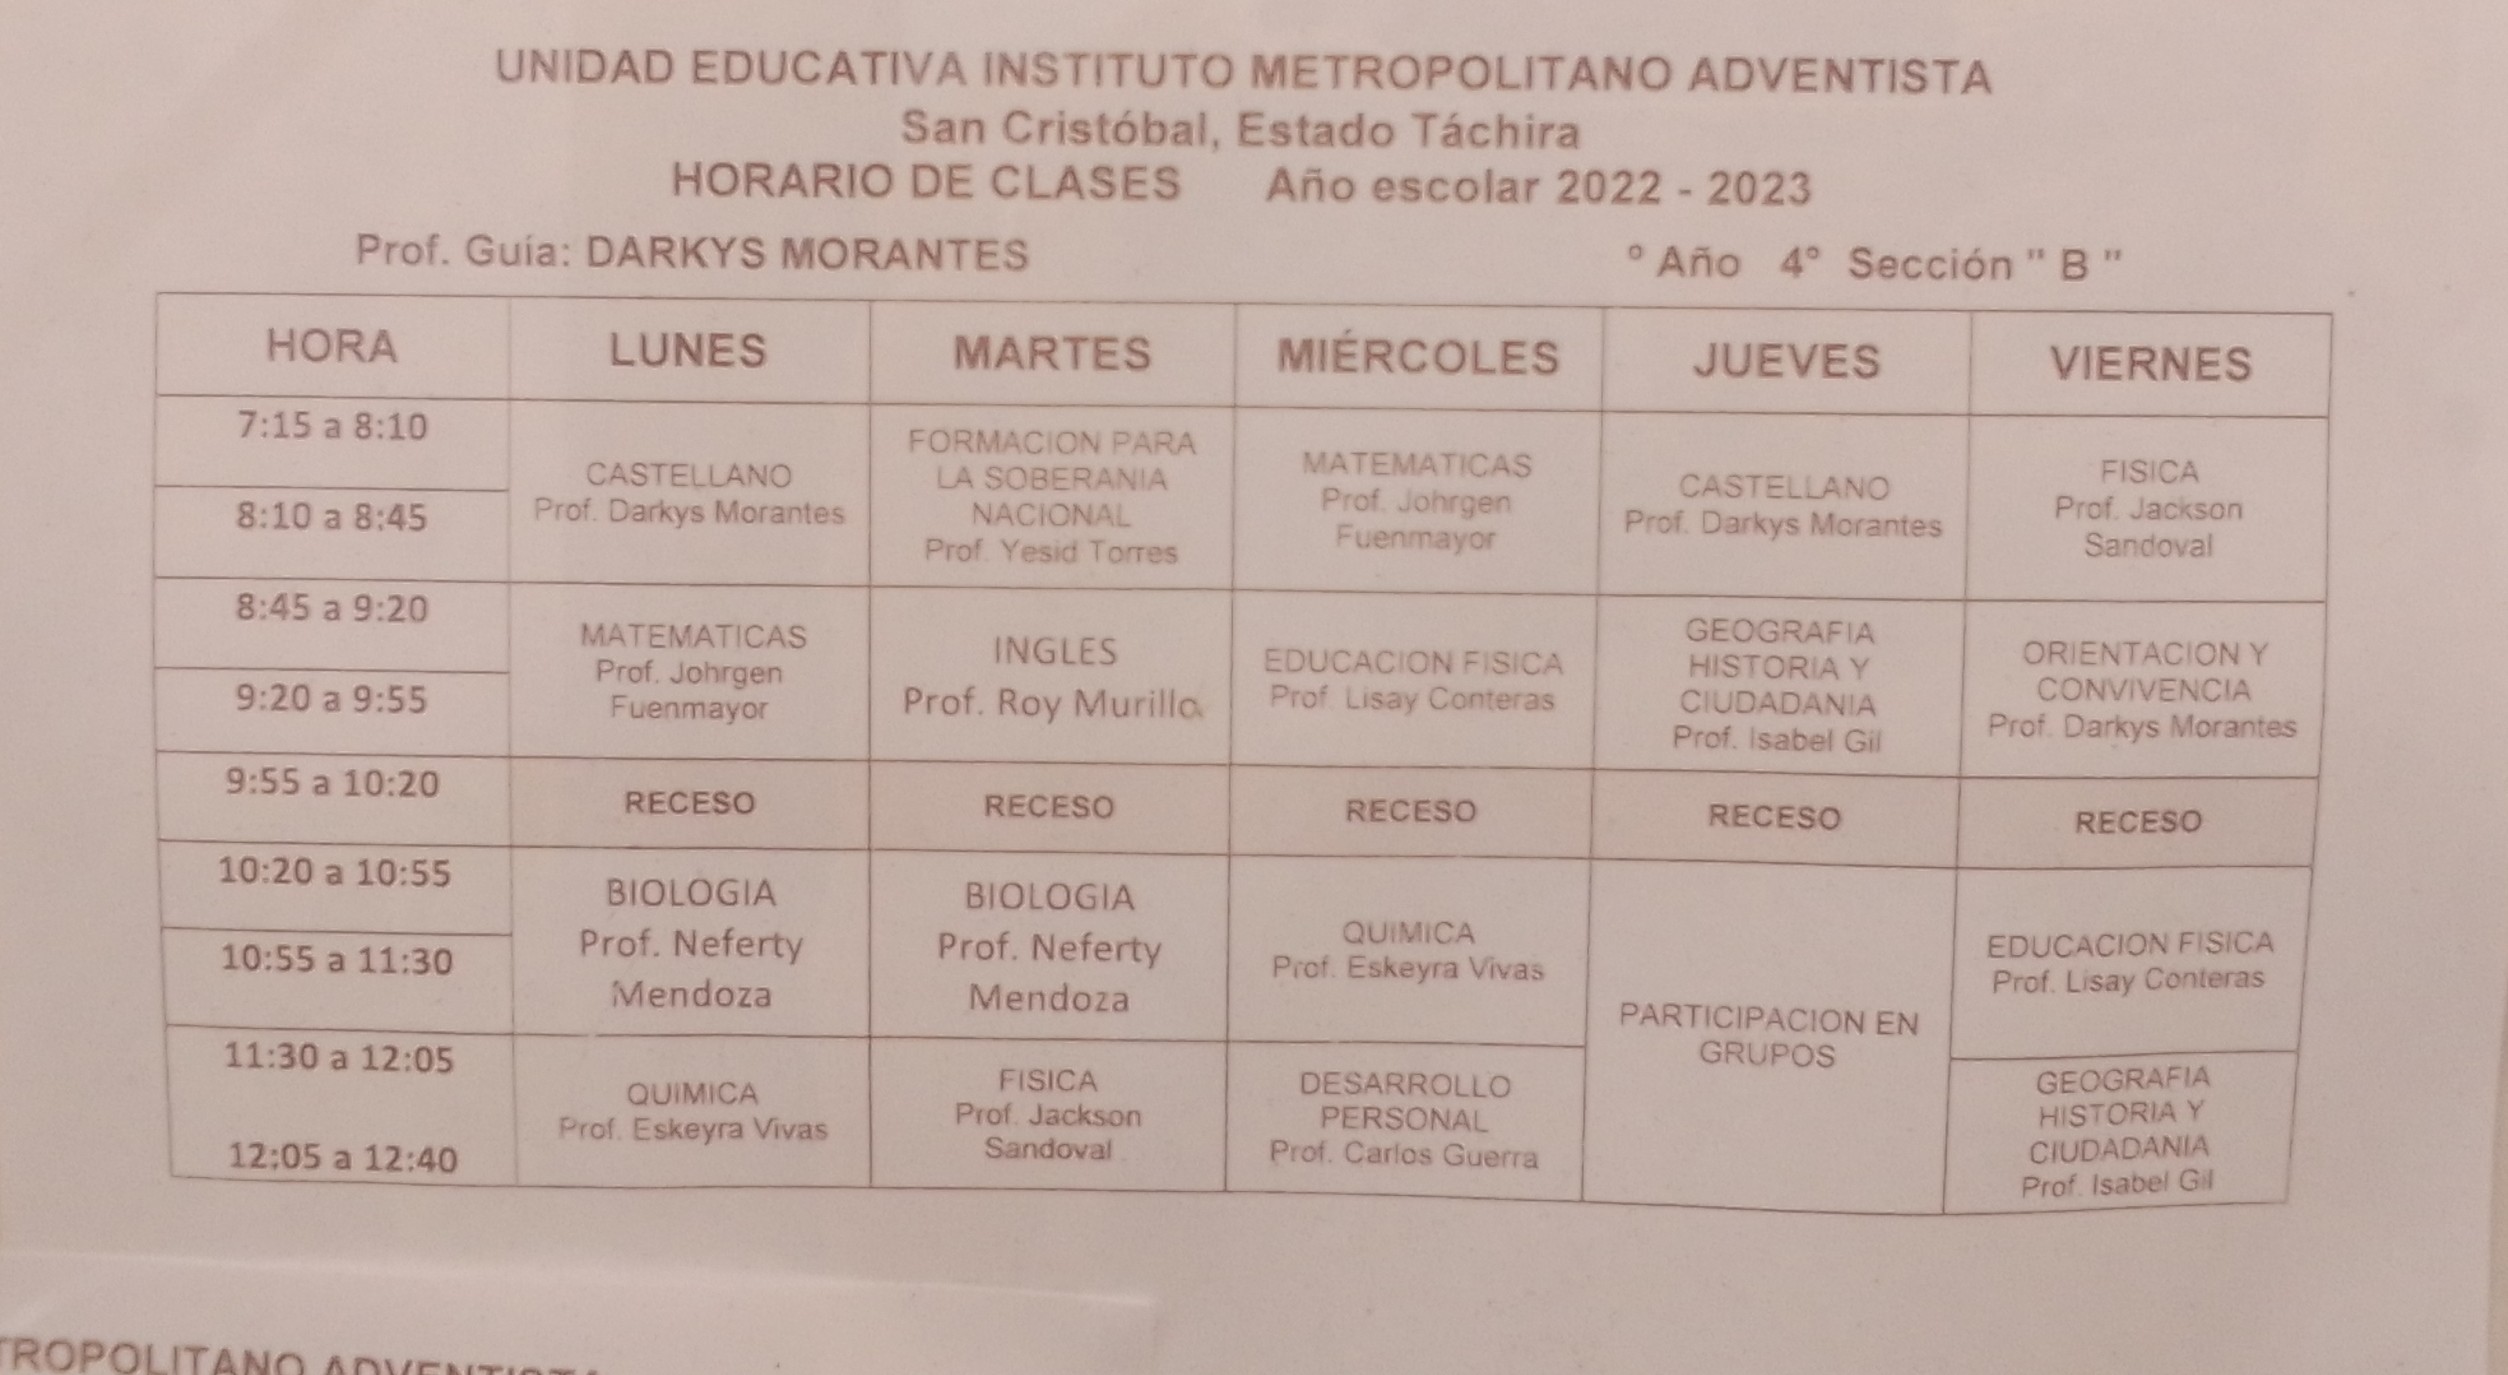 UNIDAD EDUCATIVA INSTITUTO METROPOLITANO ADVENTISTA
San Cristóbal, Estado Táchira
HORARIO DE CLASES Año escolar 2022 - 2023
Prof. Guía: DARKYS MORANTES º Año 4° Sección " B "
HORA LUNES MARTES MIÉRCOLES JUEVES VIERNES
7:15 a 8:10
8:10 a 8:45
CASTELLANO
Prof. Darkys Morantes
FORMACION PARA
LA SOBERANIA
NACIONAL
Prof. Yesid Torres
MATEMATICAS
Prof. Johrgen
Fuenmayor
CASTELLANO
Prof. Darkys Morantes
FISICA
Prof. Jackson
Sandoval
8:45 a 9:20
9:20 a 9:55
MATEMATICAS
Prof. Johrgen
Fuenmayor
INGLES
Prof. Roy Murillo
EDUCACION FISICA
Prof. Lisay Conteras
GEOGRAFIA
HISTORIA Y
CIUDADANIA
Prof. Isabel Gil
ORIENTACION Y
CONVIVENCIA
Prof. Darkys Morantes
9:55 a 10:20
RECESO RECESO RECESO RECESO RECESO
10:20 a 10:55
10:55 a 11:30
BIOLOGIA
Prof. Neferty
Mendoza
BIOLOGIA
Prof. Neferty
Mendoza
QUIMICA
Prof. Eskeyra Vivas
PARTICIPACION EN
GRUPOS
EDUCACION FISICA
Prof. Lisay Conteras
11:30 a 12:05
12:05 a 12:40
QUIMICA
Prof. Eskeyra Vivas
FISICA
Prof. Jackson
Sandoval
DESARROLLO
PERSONAL
Prof. Carlos Guerra
GEOGRAFIA
HISTORIA Y
CIUDADANIA
Prof. Isabel Gil
TROPOLITANO ADVENTISTA